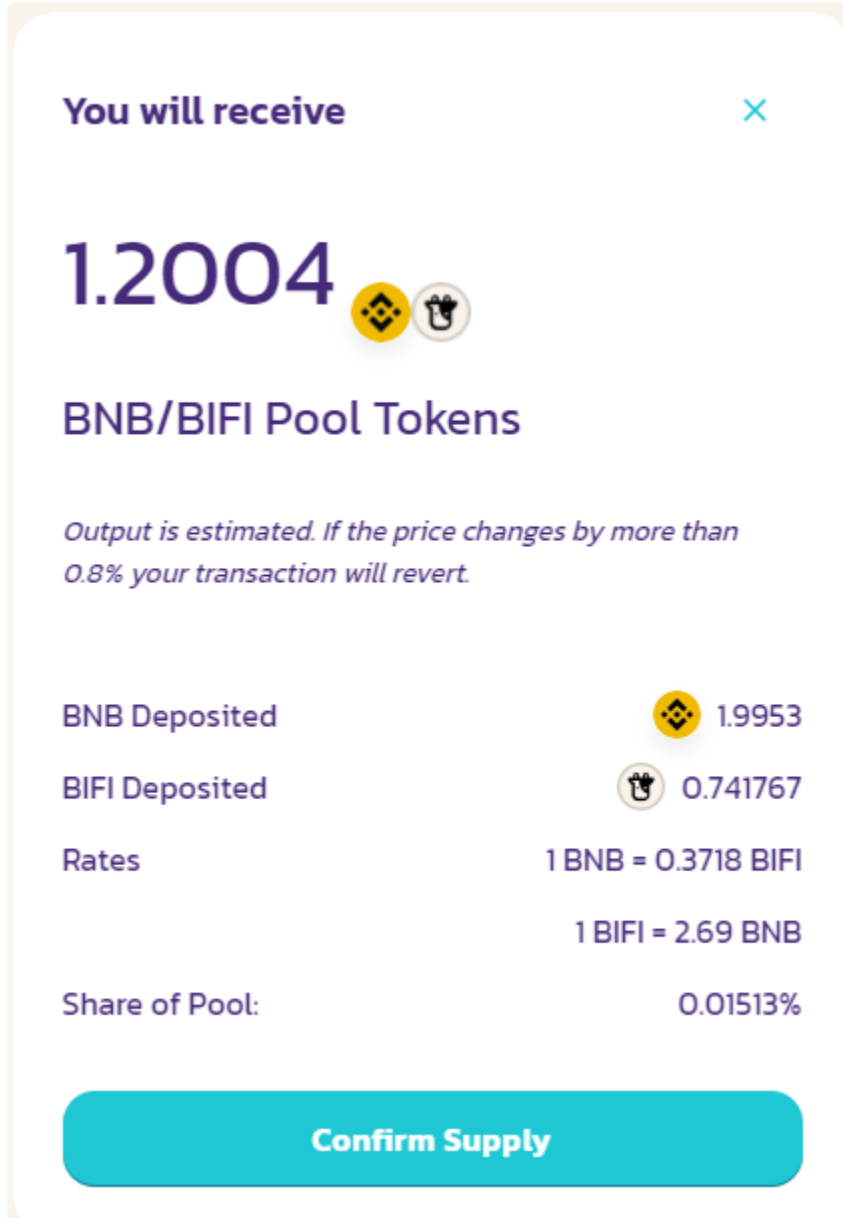 You will receive
1.2004
BNB/BIFI Pool Tokens
Output is estimated. If the price changes by more than
0.8% your transaction will revert.
BNB Deposited 1.9953
BIFI Deposited 0.741767
Rates 1 BNB = 0.3718 BIFI
1 BIFI = 2.69 BNB
Share of Pool: 0.01513%
Confirm Supply